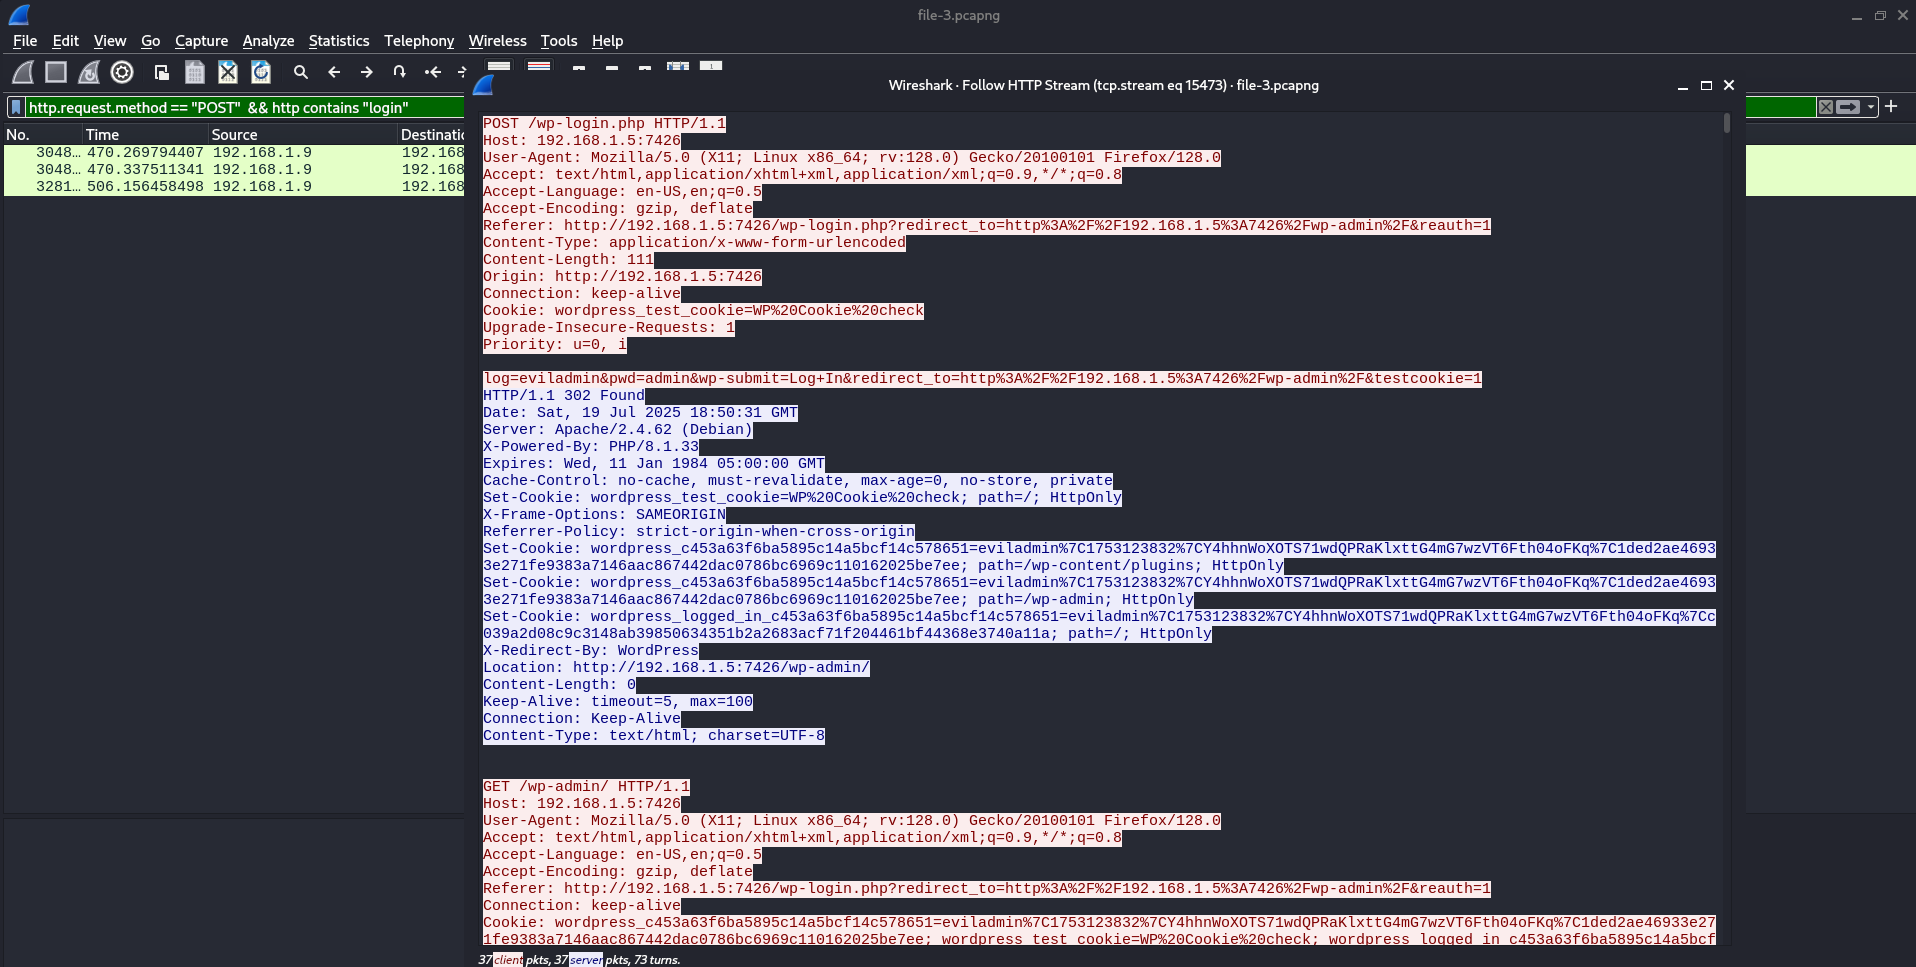 file-3.pcapng
File Edit View Go Capture Analyze Statistics Telephony Wireless Tools Help
Wireshark · Follow HTTP Stream (tcp.stream eq 15473) · file-3.pcapng
http.request.method == "POST" && http contains "login"
No. Time Source Destinatio
3048… 470.269794407 192.168.1.9 192.168
3048… 470.337511341 192.168.1.9 192.168
3281… 506.156458498 192.168.1.9 192.168
POST /wp-login.php HTTP/1.1
Host: 192.168.1.5:7426
User-Agent: Mozilla/5.0 (X11; Linux x86_64; rv:128.0) Gecko/20100101 Firefox/128.0
Accept: text/html,application/xhtml+xml,application/xml;q=0.9,*/*;q=0.8
Accept-Language: en-US,en;q=0.5
Accept-Encoding: gzip, deflate
Referer: http://192.168.1.5:7426/wp-login.php?redirect_to=http%3A%2F%2F192.168.1.5%3A7426%2Fwp-admin%2F&reauth=1
Content-Type: application/x-www-form-urlencoded
Content-Length: 111
Origin: http://192.168.1.5:7426
Connection: keep-alive
Cookie: wordpress_test_cookie=WP%20Cookie%20check
Upgrade-Insecure-Requests: 1
Priority: u=0, i
log=eviladmin&pwd=admin&wp-submit=Log+In&redirect_to=http%3A%2F%2F192.168.1.5%3A7426%2Fwp-admin%2F&testcookie=1
HTTP/1.1 302 Found
Date: Sat, 19 Jul 2025 18:50:31 GMT
Server: Apache/2.4.62 (Debian)
X-Powered-By: PHP/8.1.33
Expires: Wed, 11 Jan 1984 05:00:00 GMT
Cache-Control: no-cache, must-revalidate, max-age=0, no-store, private
Set-Cookie: wordpress_test_cookie=WP%20Cookie%20check; path=/; HttpOnly
X-Frame-Options: SAMEORIGIN
Referrer-Policy: strict-origin-when-cross-origin
Set-Cookie: wordpress_c453a63f6ba5895c14a5bcf14c578651=eviladmin%7C1753123832%7CY4hhnWoXOTS71wdQPRaKlxttG4mG7wzVT6Fth04oFKq%7C1ded2ae4693
3e271fe9383a7146aac867442dac0786bc6969c110162025be7ee; path=/wp-content/plugins; HttpOnly
Set-Cookie: wordpress_c453a63f6ba5895c14a5bcf14c578651=eviladmin%7C1753123832%7CY4hhnWoXOTS71wdQPRaKlxttG4mG7wzVT6Fth04oFKq%7C1ded2ae4693
3e271fe9383a7146aac867442dac0786bc6969c110162025be7ee; path=/wp-admin; HttpOnly
Set-Cookie: wordpress_logged_in_c453a63f6ba5895c14a5bcf14c578651=eviladmin%7C1753123832%7CY4hhnWoXOTS71wdQPRaKlxttG4mG7wzVT6Fth04oFKq%7Cc
039a2d08c9c3148ab39850634351b2a2683acf71f204461bf44368e3740a11a; path=/; HttpOnly
X-Redirect-By: WordPress
Location: http://192.168.1.5:7426/wp-admin/
Content-Length: 0
Keep-Alive: timeout=5, max=100
Connection: Keep-Alive
Content-Type: text/html; charset=UTF-8
GET /wp-admin/ HTTP/1.1
Host: 192.168.1.5:7426
User-Agent: Mozilla/5.0 (X11; Linux x86_64; rv:128.0) Gecko/20100101 Firefox/128.0
Accept: text/html,application/xhtml+xml,application/xml;q=0.9,*/*;q=0.8
Accept-Language: en-US,en;q=0.5
Accept-Encoding: gzip, deflate
Referer: http://192.168.1.5:7426/wp-login.php?redirect_to=http%3A%2F%2F192.168.1.5%3A7426%2Fwp-admin%2F&reauth=1
Connection: keep-alive
Cookie: wordpress_c453a63f6ba5895c14a5bcf14c578651=eviladmin%7C1753123832%7CY4hhnWoXOTS71wdQPRaKlxttG4mG7wzVT6Fth04oFKq%7C1ded2ae46933e27
1fe9383a7146aac867442dac0786bc6969c110162025be7ee; wordpress_test_cookie=WP%20Cookie%20check; wordpress_logged_in_c453a63f6ba5895c14a5bcf
37 client pkts, 37 server pkts, 73 turns.